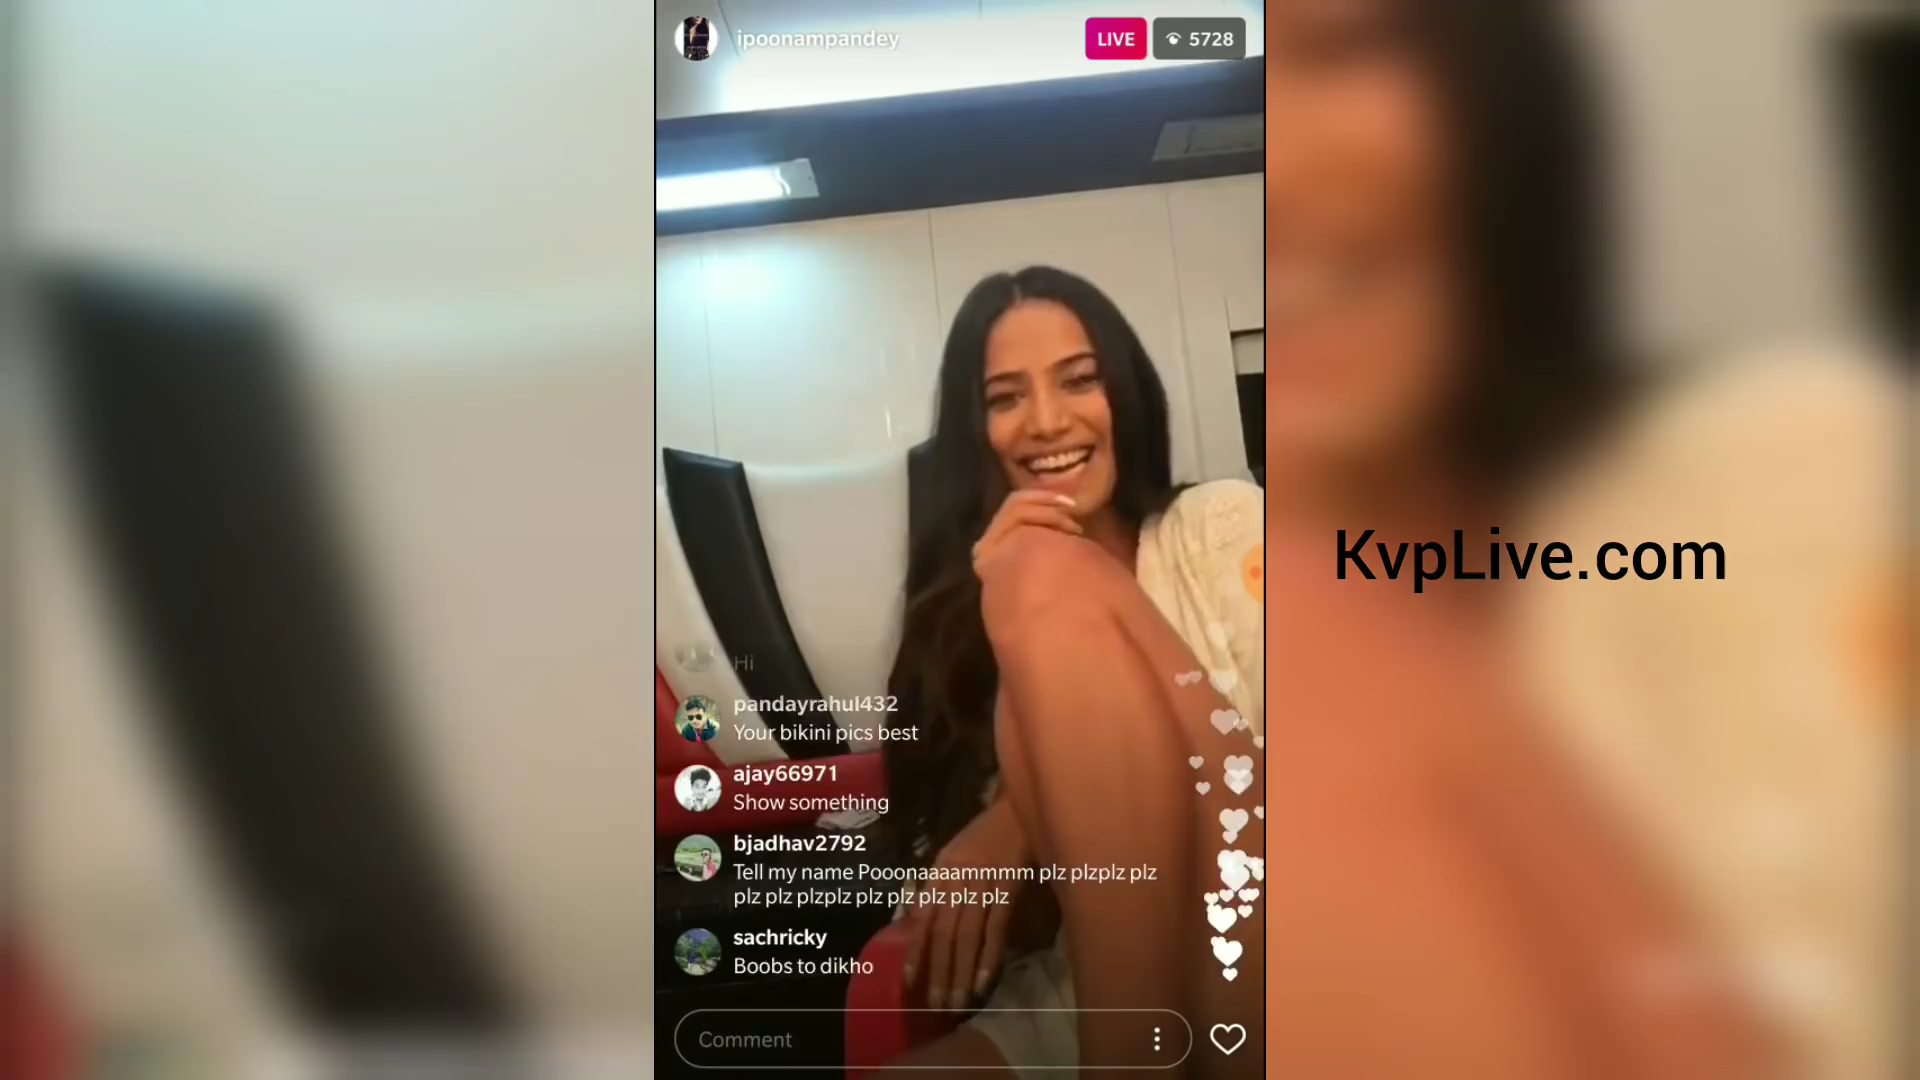 ipoonampandey
LIVE
5728
Hi
pandayrahul432
Your bikini pics best
ajay66971
Show something
bjadhav2792
Tell my name Pooonaaaammmm plz plzplz plz
plz plz plzplz plz plz plz plz plz
sachricky
Boobs to dikho
Comment
KvpLive.com